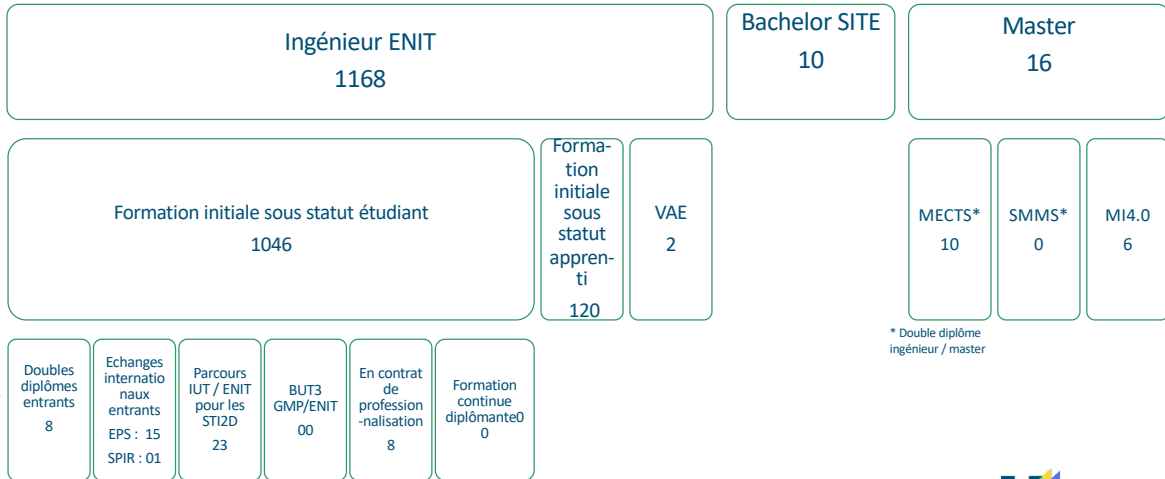 Ingénieur ENIT
1168
Bachelor SITE
10
Master
16
Formation initiale sous statut étudiant
1046
Forma-
tion
initiale
sous
statut
appren-
ti
120
VAE
2
MECTS*
10
SMMS*
0
MI4.0
6
* Double diplôme
ingénieur / master
Doubles
diplômes
entrants
8
Echanges
internatio
naux
entrants
EPS : 15
SPIR : 01
Parcours
IUT / ENIT
pour les
STI2D
23
BUT3
GMP/ENIT
00
En contrat
de
profession
-nalisation
8
Formation
continue
diplômante0
0